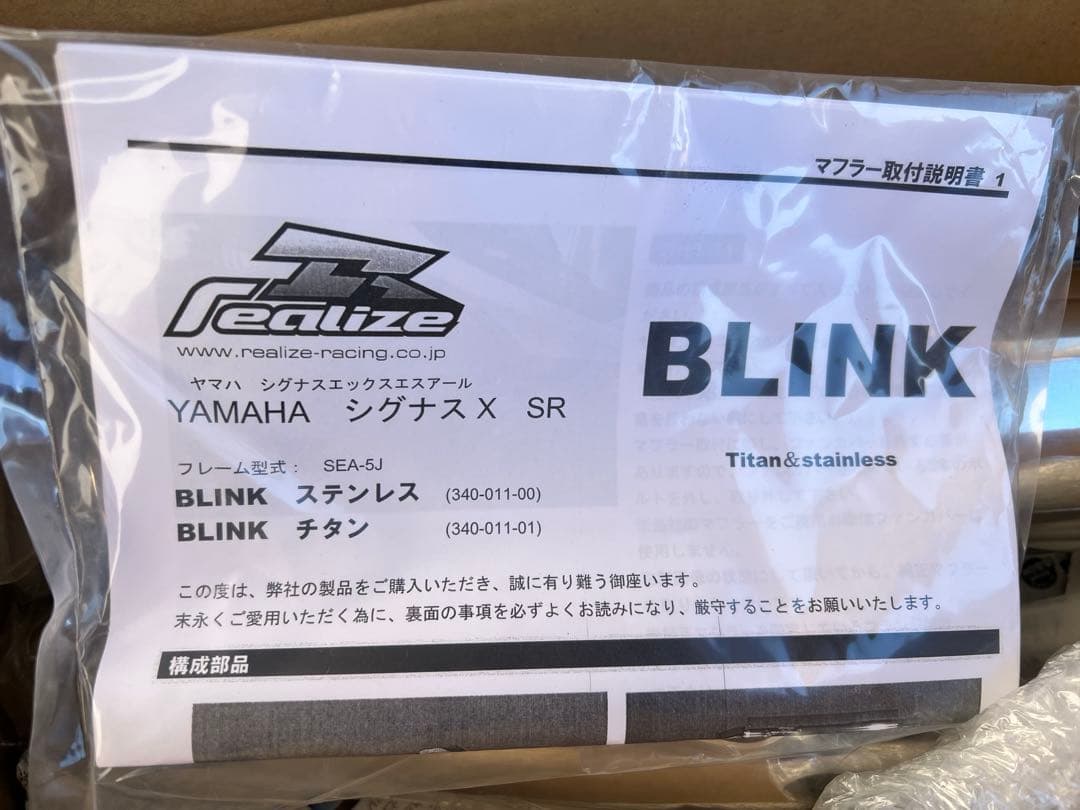 マフラー取付説明書 1
R
realize
www.realize-racing.co.jp
BLINK
ヤマハ シグナスエックスエスアール
YAMAHA シグナスX SR
Titan&stainless
フレーム型式： SEA-5J
BLINK ステンレス (340-011-00)
BLINK チタン (340-011-01)
この度は、弊社の製品をご購入いただき、誠に有り難う御座います。
末永くご愛用いただく為に、裏面の事項を必ずよくお読みになり、厳守することをお願いいたします。
構成部品